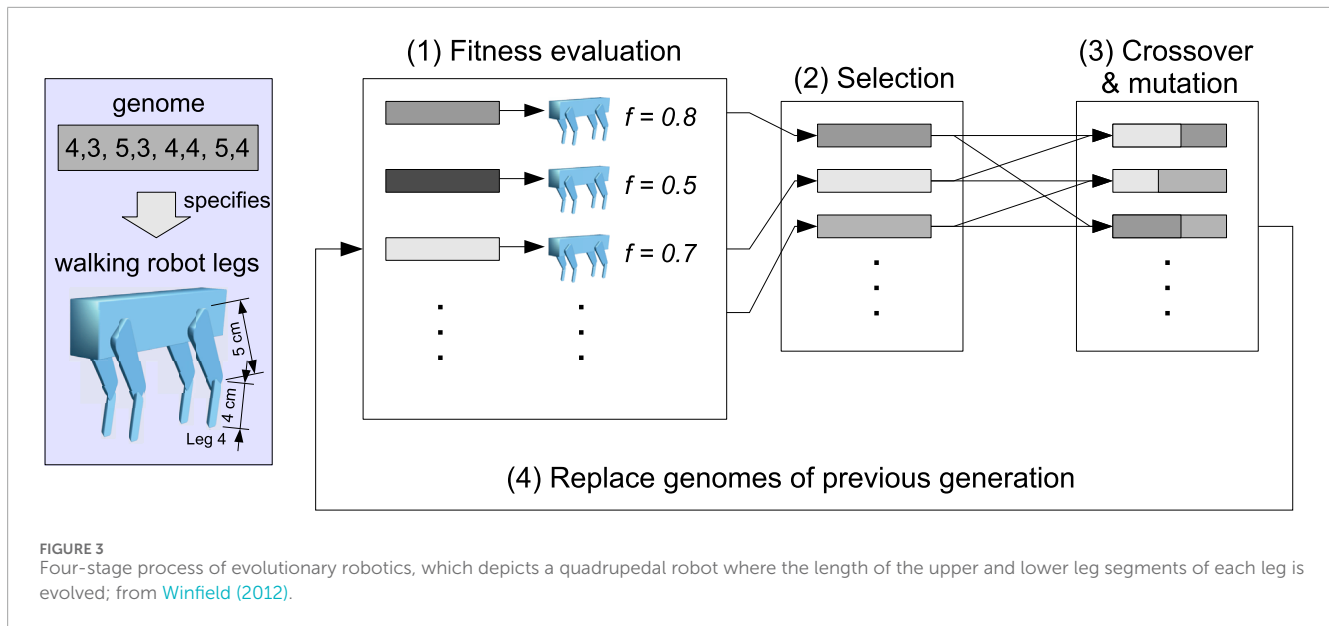 genome
4,3, 5,3, 4,4, 5,4
specifies
walking robot legs
5 cm
4 cm
Leg 4
(1) Fitness evaluation
f = 0.8
f = 0.5
f = 0.7
(2) Selection
(3) Crossover
& mutation
(4) Replace genomes of previous generation
FIGURE 3
Four-stage process of evolutionary robotics, which depicts a quadrupedal robot where the length of the upper and lower leg segments of each leg is
evolved; from Winfield (2012).